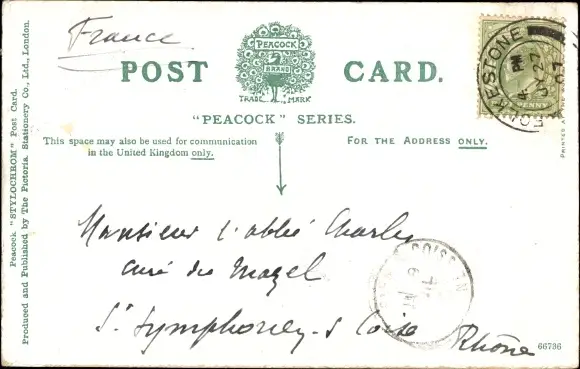 France
POST CARD.
PEACOCK
BRAND
TRADE MARK
"PEACOCK" SERIES.
This space may also be used for communication
in the United Kingdom only.
FOR THE ADDRESS ONLY.
Peacock "STYLOCHROM" Post Card.
Produced and Published by The Pictorial Stationery Co., Ltd., London.
Monsieur l'abbé Charles
curé du Mazel
St Symphorien-s Coise
Rhône
66736